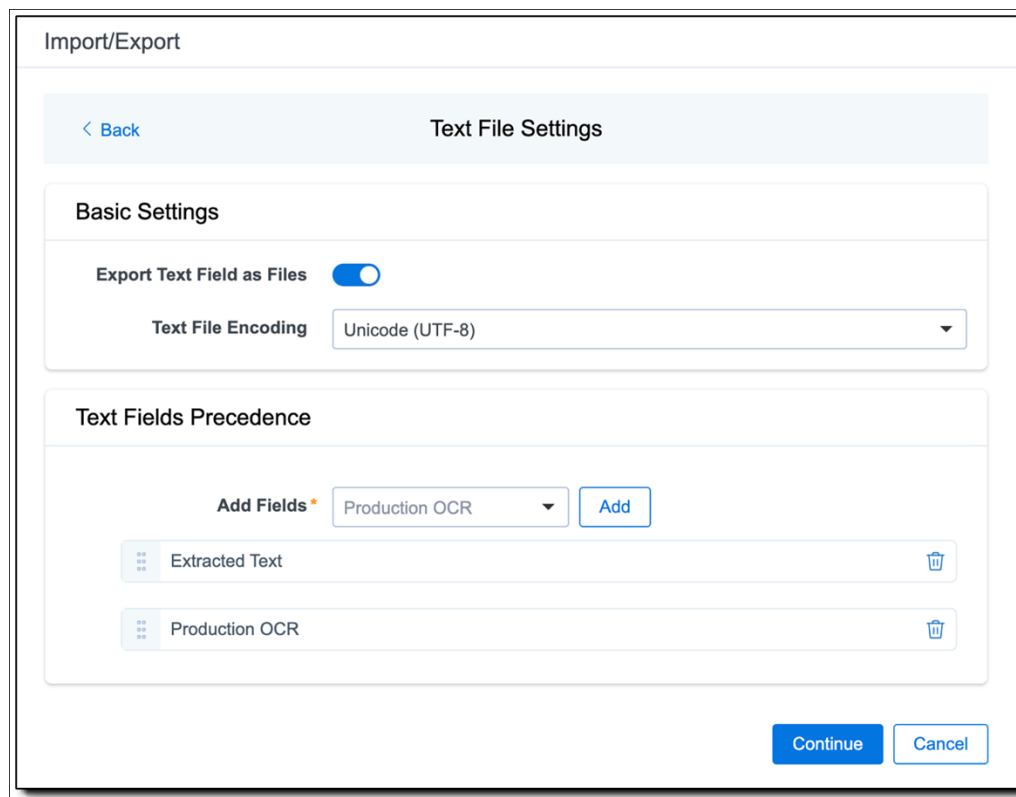 Import/Export
Back
Text File Settings
Basic Settings
Export Text Field as Files
Text File Encoding
Unicode (UTF-8)
Text Fields Precedence
Add Fields *
Production OCR
Add
Extracted Text
Production OCR
Continue
Cancel